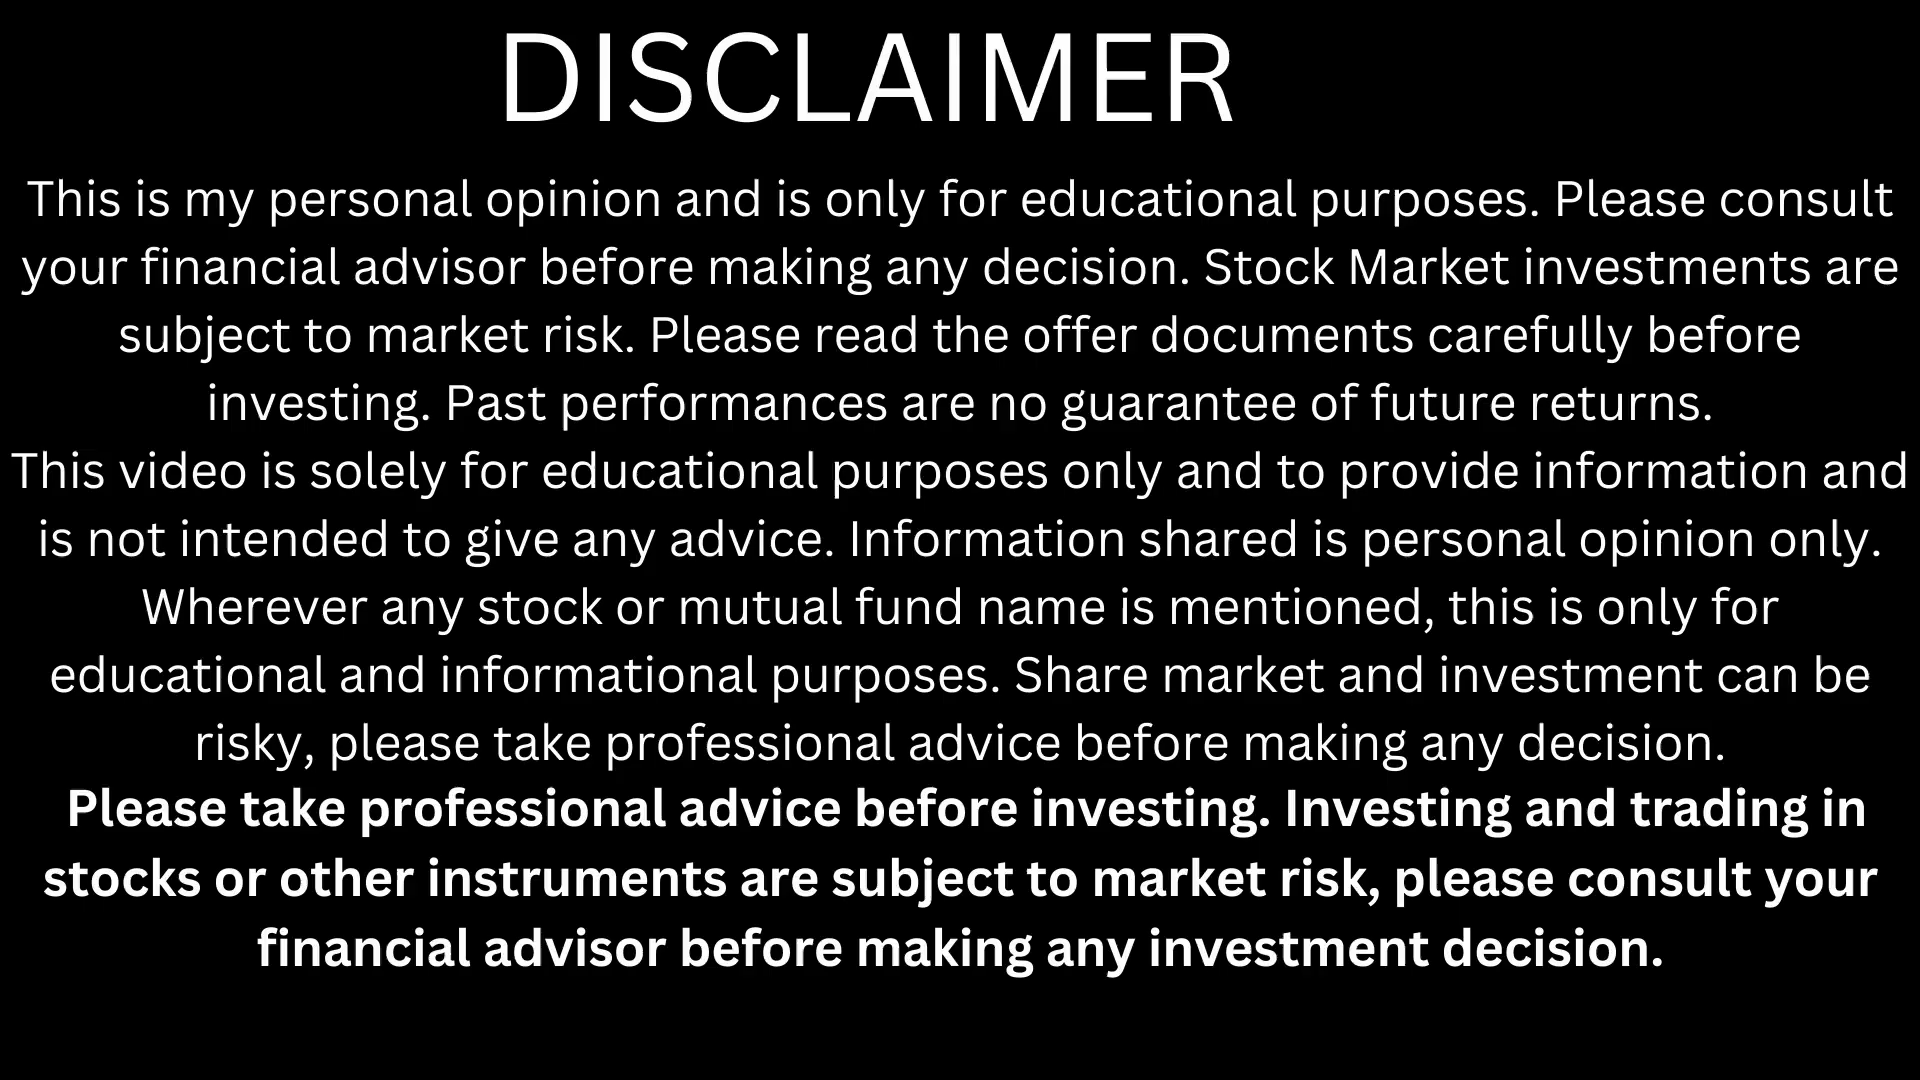 DISCLAIMER
This is my personal opinion and is only for educational purposes. Please consult
your financial advisor before making any decision. Stock Market investments are
subject to market risk. Please read the offer documents carefully before
investing. Past performances are no guarantee of future returns.
This video is solely for educational purposes only and to provide information and
is not intended to give any advice. Information shared is personal opinion only.
Wherever any stock or mutual fund name is mentioned, this is only for
educational and informational purposes. Share market and investment can be
risky, please take professional advice before making any decision.
Please take professional advice before investing. Investing and trading in
stocks or other instruments are subject to market risk, please consult your
financial advisor before making any investment decision.